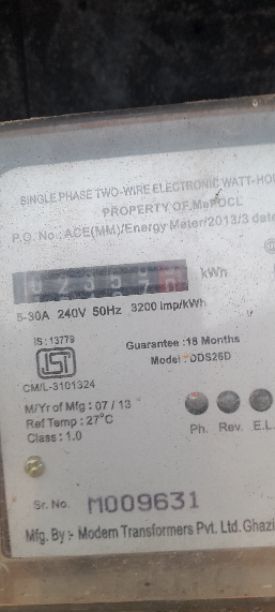 SINGLE PHASE TWO-WIRE ELECTRONIC WATT-HOU
PROPERTY OF MePDCL
P.O. No.: ACE(MM)/Energy Meter/2013/3 date
kWh
5-30A 240V 50Hz 3200 imp/kWh
IS : 13779
ISI
Guarantee : 18 Months
Model : DDS26D
CM/L-3101324
M/Yr of Mfg : 07 / 13
Ref Temp : 27°C
Class : 1.0
Ph. Rev. E.L.
Sr. No. M009631
Mfg. By :- Modern Transformers Pvt. Ltd. Ghazi